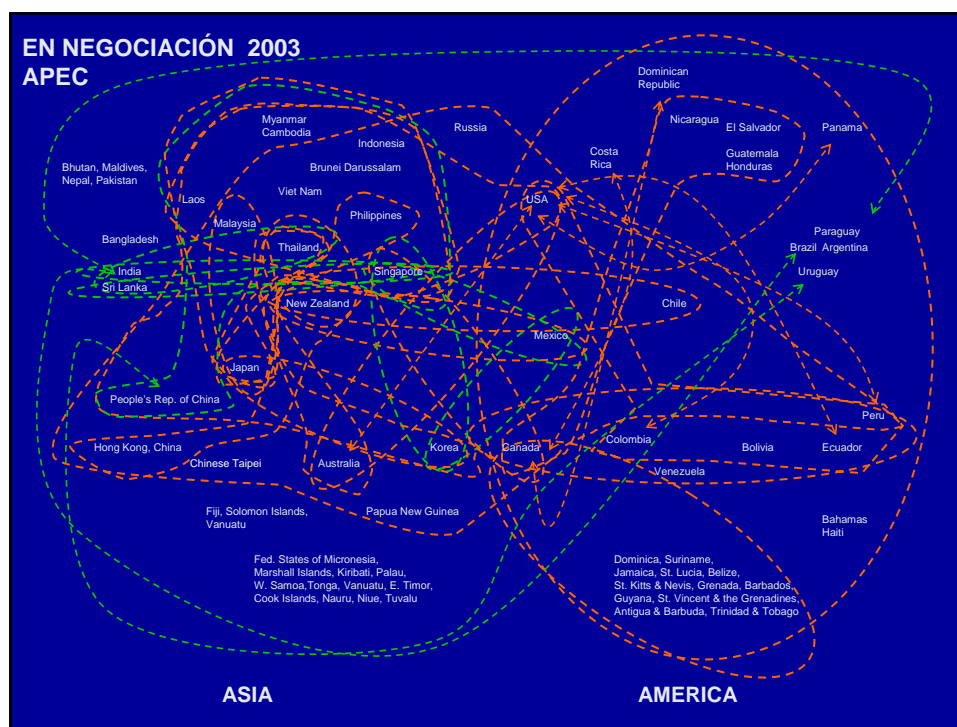 EN NEGOCIACIÓN 2003
APEC
Dominican
Republic
Myanmar
Cambodia
Russia
Nicaragua
El Salvador
Panama
Indonesia
Costa
Rica
Guatemala
Honduras
Bhutan, Maldives,
Nepal, Pakistan
Brunei Darussalam
Viet Nam
Laos
USA
Malaysia
Philippines
Bangladesh
Thailand
Paraguay
Brazil Argentina
India
Singapore
Uruguay
Sri Lanka
New Zealand
Chile
Mexico
Japan
People's Rep. of China
Peru
Hong Kong, China
Korea
Canada
Colombia
Bolivia
Ecuador
Chinese Taipei
Australia
Venezuela
Fiji, Solomon Islands,
Vanuatu
Papua New Guinea
Bahamas
Haiti
Fed. States of Micronesia,
Marshall Islands, Kiribati, Palau,
W. Samoa,Tonga, Vanuatu, E. Timor,
Cook Islands, Nauru, Niue, Tuvalu
Dominica, Suriname,
Jamaica, St. Lucia, Belize,
St. Kitts & Nevis, Grenada, Barbados,
Guyana, St. Vincent & the Grenadines,
Antigua & Barbuda, Trinidad & Tobago
ASIA
AMERICA